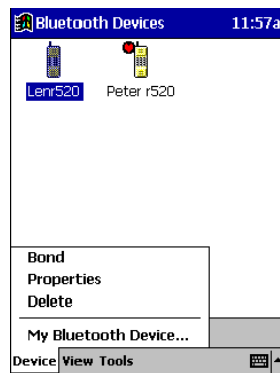 Bluetooth Devices 11:57a
Lenr520 Peter r520
Bond
Properties
Delete
My Bluetooth Device...
Device View Tools